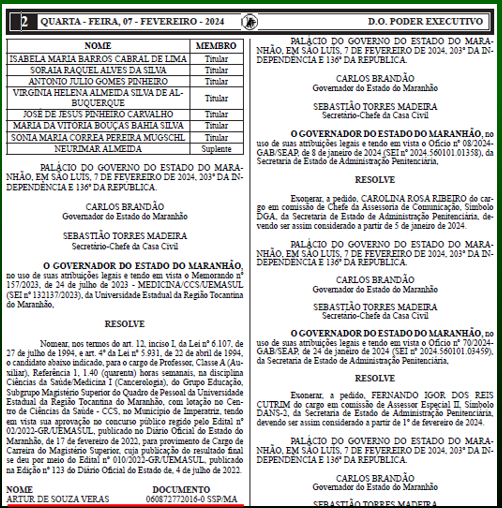 2 QUARTA - FEIRA, 07 - FEVEREIRO - 2024 D.O. PODER EXECUTIVO
NOME MEMBRO
ISABELA MARIA BARROS CABRAL DE LIMA Titular
SORAIA RAQUEL ALVES DA SILVA Titular
ANTONIO JULIO GOMES PINHEIRO Titular
VIRGÍNIA HELENA ALMEIDA SILVA DE AL-
BUQUERQUE Titular
JOSÉ DE JESUS PINHEIRO CARVALHO Titular
MARIA DA VITORIA BOUÇAS BAHIA SILVA Titular
SONIA MARIA CORREA PEREIRA MUGSCHL Titular
NEURIMAR ALMEIDA Suplente
PALÁCIO DO GOVERNO DO ESTADO DO MARA-
NHÃO, EM SÃO LUÍS, 7 DE FEVEREIRO DE 2024, 203º DA IN-
DEPENDÊNCIA E 136º DA REPÚBLICA.
CARLOS BRANDÃO
Governador do Estado do Maranhão
SEBASTIÃO TORRES MADEIRA
Secretário-Chefe da Casa Civil
O GOVERNADOR DO ESTADO DO MARANHÃO,
no uso de suas atribuições legais e tendo em vista o Memorando nº
157/2023, de 24 de julho de 2023 - MEDICINA/CCS/UEMASUL
(SEI nº 132137/2023), da Universidade Estadual da Região Tocantina
do Maranhão,
RESOLVE
Nomear, nos termos do art. 12, inciso I, da Lei nº 6.107, de
27 de julho de 1994, e art. 4º da Lei nº 5.931, de 22 de abril de 1994,
o candidato abaixo indicado, para o cargo de Professor, Classe A (Au-
xiliar), Referência 1, 1.40 (quarenta) horas semanais, na disciplina
Ciências da Saúde/Medicina I (Cancerologia), do Grupo Educação,
Subgrupo Magistério Superior do Quadro de Pessoal da Universidade
Estadual da Região Tocantina do Maranhão, com lotação no Cen-
tro de Ciências da Saúde - CCS, no Município de Imperatriz, tendo
em vista sua aprovação no concurso público regido pelo Edital nº
02/2022-GR/UEMASUL, publicado no Diário Oficial do Estado do
Maranhão, de 17 de fevereiro de 2022, para provimento de Cargo de
Carreira do Magistério Superior, cuja publicação do resultado final
se deu por meio do Edital nº 010/2022-GR/UEMASUL, publicado
na Edição nº 123 do Diário Oficial do Estado de, 4 de julho de 2022.
NOME DOCUMENTO
ARTUR DE SOUZA VERAS 060872772016-0 SSP/MA
PALÁCIO DO GOVERNO DO ESTADO DO MARA-
NHÃO, EM SÃO LUÍS, 7 DE FEVEREIRO DE 2024, 203º DA IN-
DEPENDÊNCIA E 136º DA REPÚBLICA.
CARLOS BRANDÃO
Governador do Estado do Maranhão
SEBASTIÃO TORRES MADEIRA
Secretário-Chefe da Casa Civil
O GOVERNADOR DO ESTADO DO MARANHÃO, no
uso de suas atribuições legais e tendo em vista o Ofício nº 08/2024-
GAB/SEAP, de 8 de janeiro de 2024 (SEI nº 2024.560101.01358), da
Secretaria de Estado de Administração Penitenciária,
RESOLVE
Exonerar, a pedido, CAROLINA ROSA RIBEIRO do car-
go em comissão de Chefe da Assessoria de Comunicação, Símbolo
DGA, da Secretaria de Estado de Administração Penitenciária, de-
vendo ser assim considerado a partir de 5 de janeiro de 2024.
PALÁCIO DO GOVERNO DO ESTADO DO MARA-
NHÃO, EM SÃO LUÍS, 7 DE FEVEREIRO DE 2024, 203º DA IN-
DEPENDÊNCIA E 136º DA REPÚBLICA.
CARLOS BRANDÃO
Governador do Estado do Maranhão
SEBASTIÃO TORRES MADEIRA
Secretário-Chefe da Casa Civil
O GOVERNADOR DO ESTADO DO MARANHÃO, no
uso de suas atribuições legais e tendo em vista o Ofício nº 70/2024-
GAB/SEAP, de 24 de janeiro de 2024 (SEI nº 2024.560101.03459),
da Secretaria de Estado de Administração Penitenciária,
RESOLVE
Exonerar, a pedido, FERNANDO IGOR DOS REIS
CUTRIM do cargo em comissão de Assessor Especial II, Símbolo
DANS-2, da Secretaria de Estado de Administração Penitenciária,
devendo ser assim considerado a partir de 1º de fevereiro de 2024.
PALÁCIO DO GOVERNO DO ESTADO DO MARA-
NHÃO, EM SÃO LUÍS, 7 DE FEVEREIRO DE 2024, 203º DA IN-
DEPENDÊNCIA E 136º DA REPÚBLICA.
CARLOS BRANDÃO
Governador do Estado do Maranhão
SEBASTIÃO TORRES MADEIRA